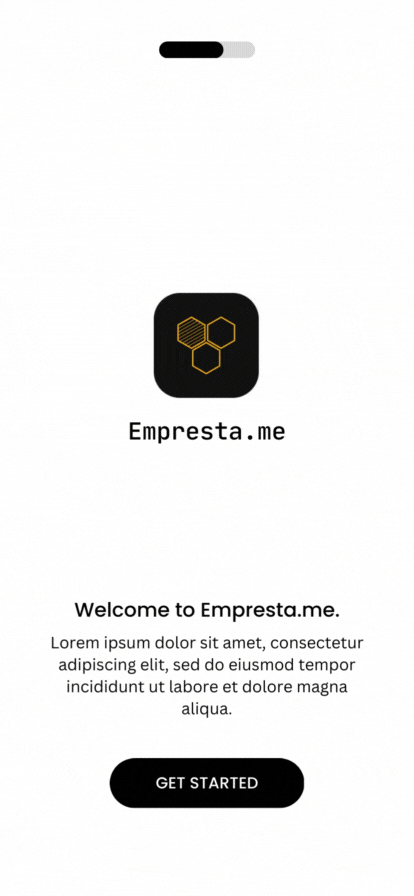 Empresta.me
Welcome to Empresta.me.
Lorem ipsum dolor sit amet, consectetur
adipiscing elit, sed do eiusmod tempor
incididunt ut labore et dolore magna
aliqua.
GET STARTED